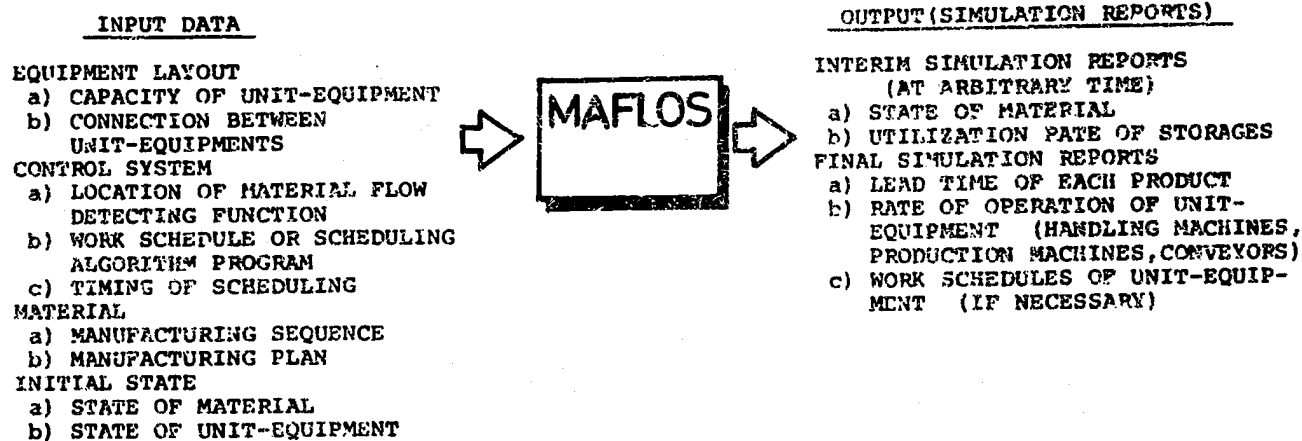 INPUT DATA
EQUIPMENT LAYOUT
a) CAPACITY OF UNIT-EQUIPMENT
b) CONNECTION BETWEEN
UNIT-EQUIPMENTS
CONTROL SYSTEM
a) LOCATION OF MATERIAL FLOW
DETECTING FUNCTION
b) WORK SCHEDULE OR SCHEDULING
ALGORITHM PROGRAM
c) TIMING OF SCHEDULING
MATERIAL
a) MANUFACTURING SEQUENCE
b) MANUFACTURING PLAN
INITIAL STATE
a) STATE OF MATERIAL
b) STATE OF UNIT-EQUIPMENT
MAFLOS
OUTPUT(SIMULATION REPORTS)
INTERIM SIMULATION REPORTS
(AT ARBITRARY TIME)
a) STATE OF MATERIAL
b) UTILIZATION RATE OF STORAGES
FINAL SIMULATION REPORTS
a) LEAD TIME OF EACH PRODUCT
b) RATE OF OPERATION OF UNIT-
EQUIPMENT (HANDLING MACHINES,
PRODUCTION MACHINES,CONVEYORS)
c) WORK SCHEDULES OF UNIT-EQUIP-
MENT (IF NECESSARY)